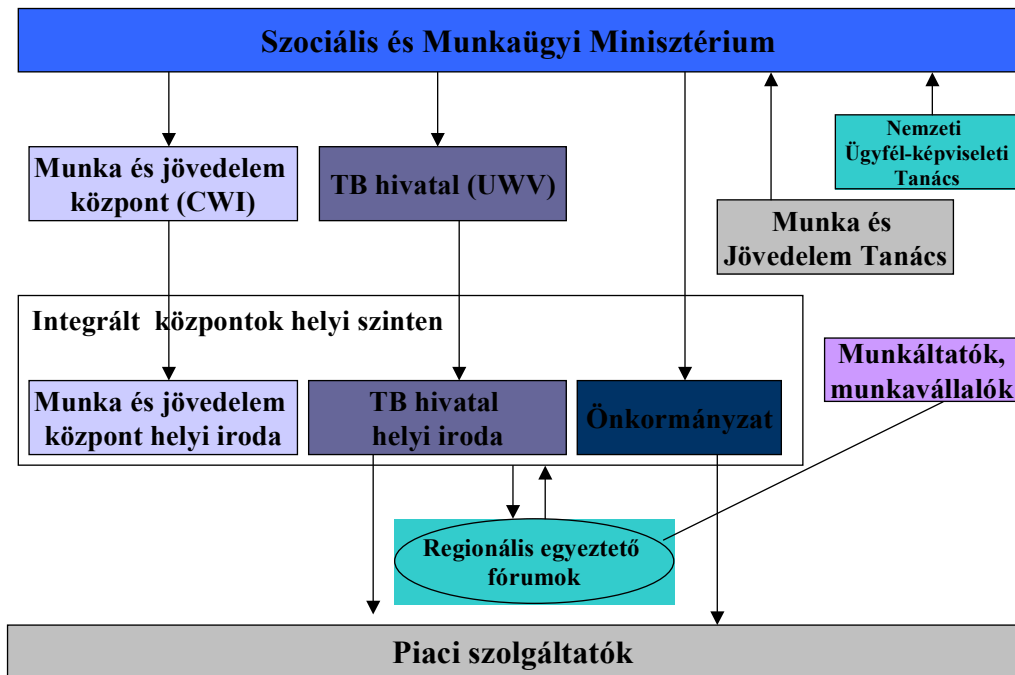 Szociális és Munkaügyi Minisztérium
Munka és jövedelem
központ (CWI)
TB hivatal (UWV)
Nemzeti
Ügyfél-képviseleti
Tanács
Munka és
Jövedelem Tanács
Integrált központok helyi szinten
Munkáltatók,
munkavállalók
Munka és jövedelem
központ helyi iroda
TB hivatal
helyi iroda
Önkormányzat
Regionális egyeztető
fórumok
Piaci szolgáltatók